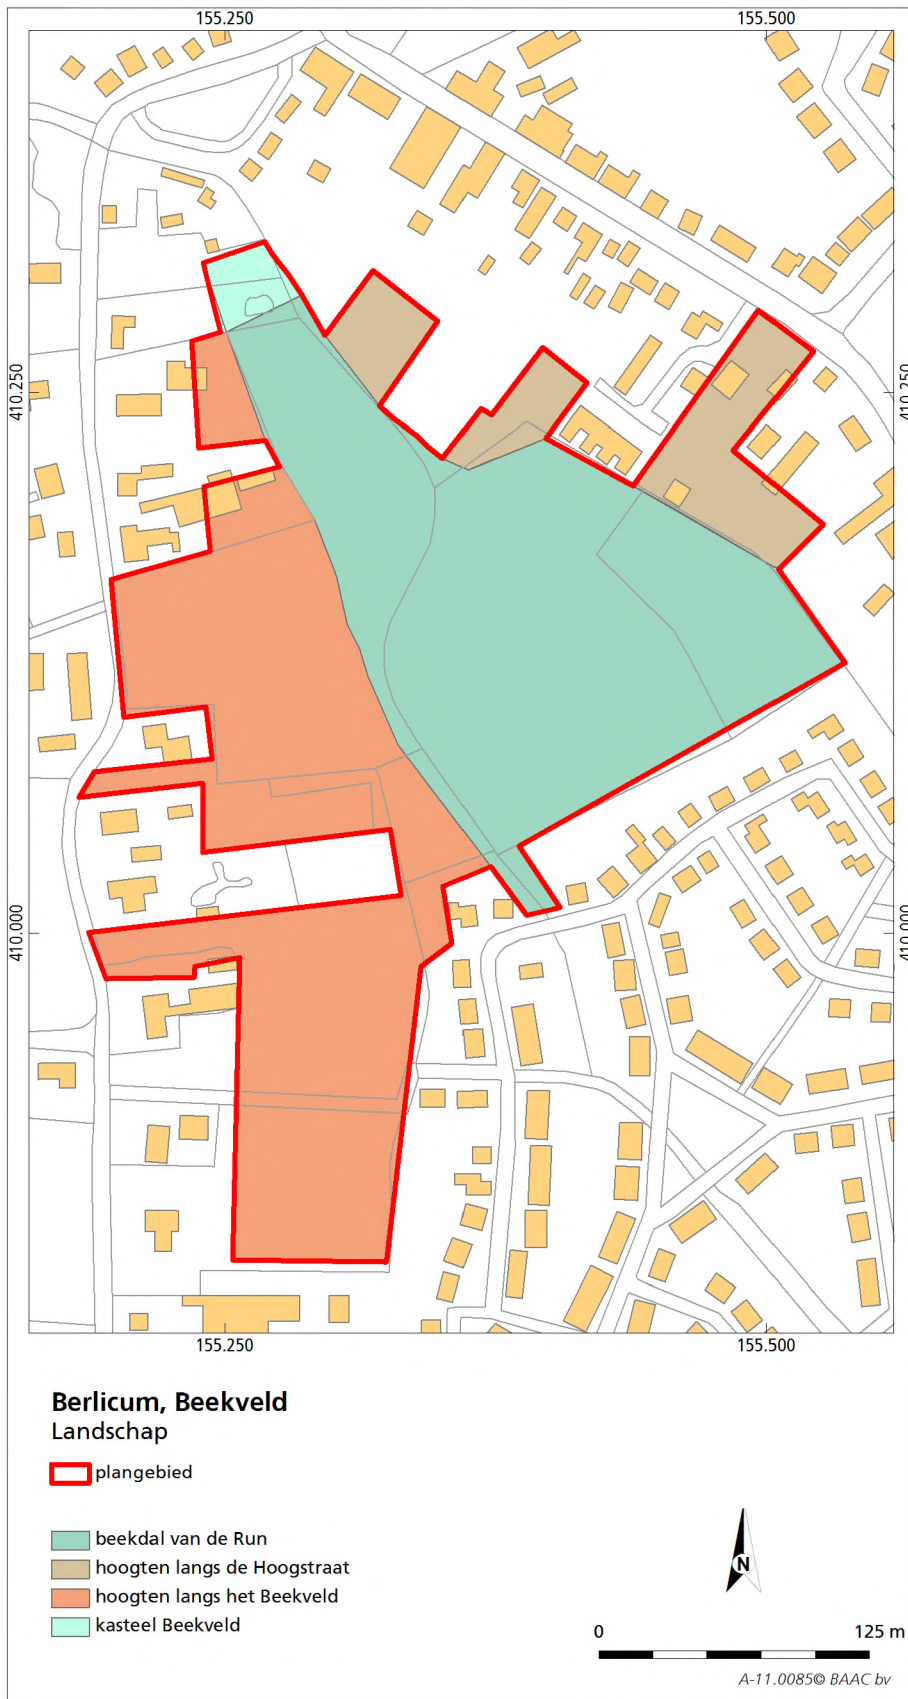 155.250 155.500
410.250 410.250
410.000 410.000
155.250 155.500
Berlicum, Beekveld
Landschap
plangebied
beekdal van de Run
hoogten langs de Hoogstraat
hoogten langs het Beekveld
kasteel Beekveld
N
0 125 m
A-11.0085© BAAC bv